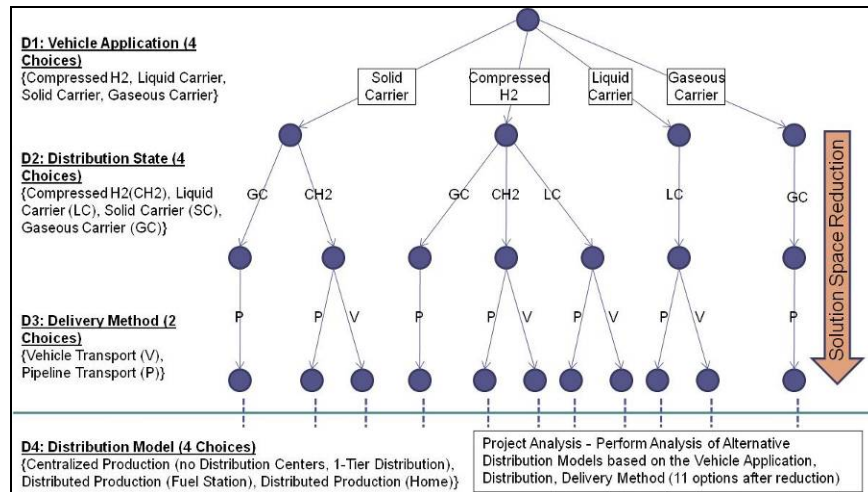 D1: Vehicle Application (4
Choices)
{Compressed H2, Liquid Carrier,
Solid Carrier, Gaseous Carrier}
Solid
Carrier
Compressed
H2
Liquid
Carrier
Gaseous
Carrier
D2: Distribution State (4
Choices)
{Compressed H2(CH2), Liquid
Carrier (LC), Solid Carrier (SC),
Gaseous Carrier (GC)}
GC
CH2
GC
CH2
LC
LC
GC
Solution Space Reduction
D3: Delivery Method (2
Choices)
{Vehicle Transport (V),
Pipeline Transport (P)}
P
P
V
P
P
V
P
V
P
V
P
D4: Distribution Model (4 Choices)
{Centralized Production (no Distribution Centers, 1-Tier Distribution),
Distributed Production (Fuel Station), Distributed Production (Home)}
Project Analysis - Perform Analysis of Alternative
Distribution Models based on the Vehicle Application,
Distribution, Delivery Method (11 options after reduction)